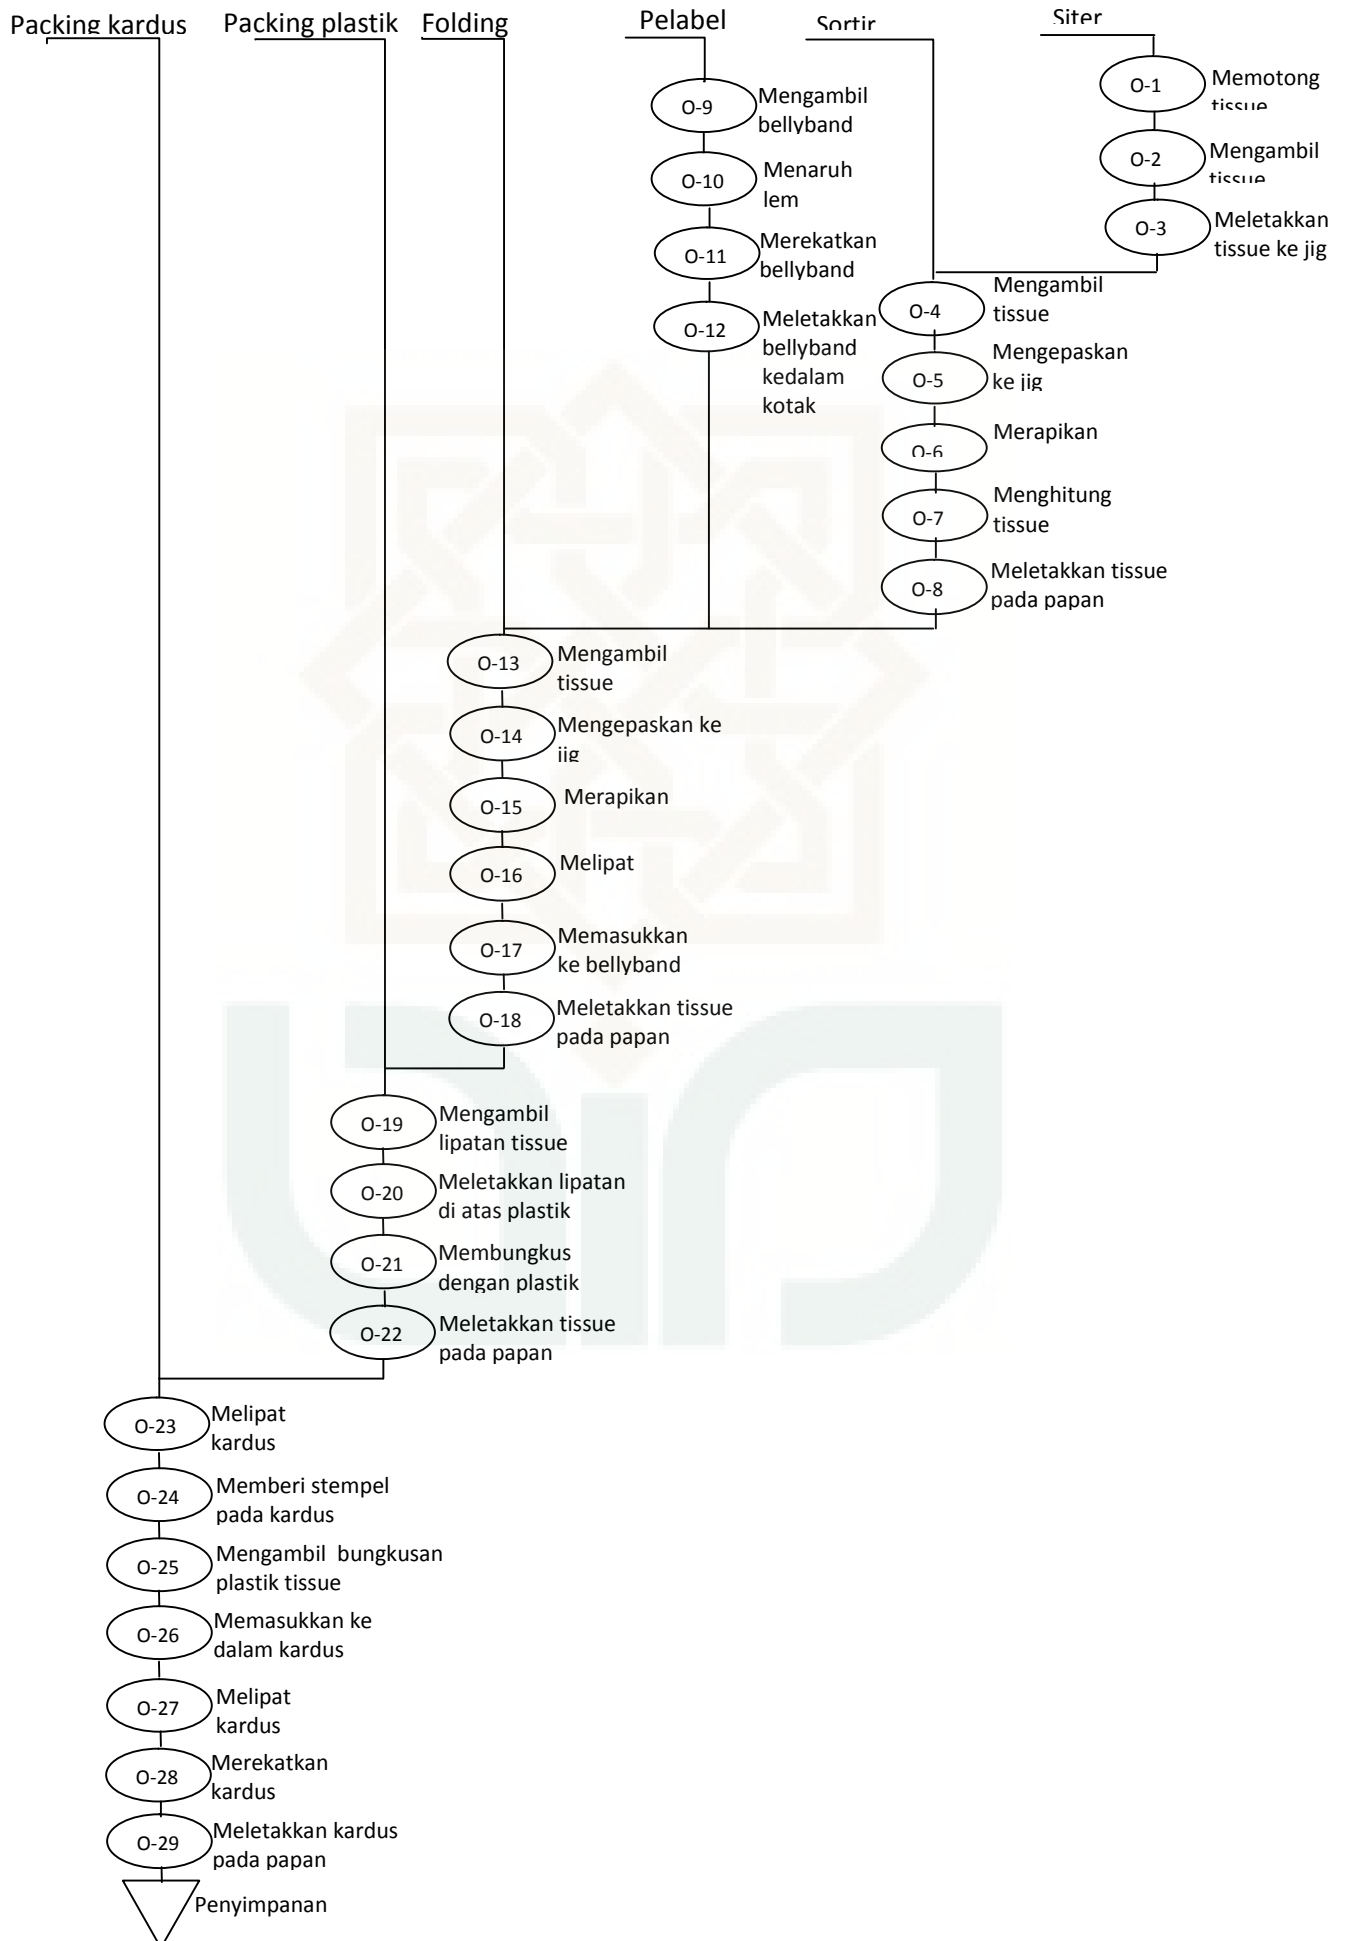 Packing kardus
Packing plastik
Folding
Pelabel
Sortir
Siter
O-1
Memotong
tissue
O-2
Mengambil
tissue
O-3
Meletakkan
tissue ke jig
O-9
Mengambil
bellyband
O-10
Menaruh
lem
O-11
Merekatkan
bellyband
O-12
Meletakkan
bellyband
kedalam
kotak
O-4
Mengambil
tissue
O-5
Mengepaskan
ke jig
O-6
Merapikan
O-7
Menghitung
tissue
O-8
Meletakkan tissue
pada papan
O-13
Mengambil
tissue
O-14
Mengepaskan ke
jig
O-15
Merapikan
O-16
Melipat
O-17
Memasukkan
ke bellyband
O-18
Meletakkan tissue
pada papan
O-19
Mengambil
lipatan tissue
O-20
Meletakkan lipatan
di atas plastik
O-21
Membungkus
dengan plastik
O-22
Meletakkan tissue
pada papan
O-23
Melipat
kardus
O-24
Memberi stempel
pada kardus
O-25
Mengambil bungkusan
plastik tissue
O-26
Memasukkan ke
dalam kardus
O-27
Melipat
kardus
O-28
Merekatkan
kardus
O-29
Meletakkan kardus
pada papan
Penyimpanan